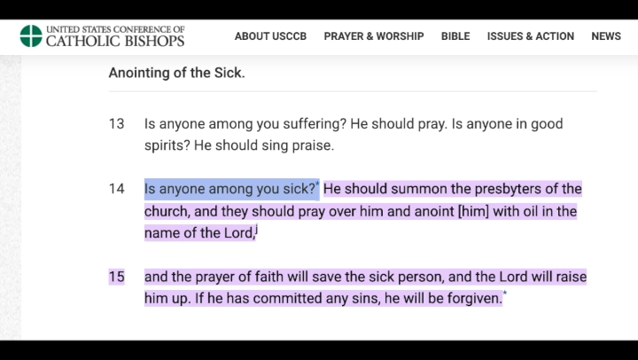 UNITED STATES CONFERENCE OF
CATHOLIC BISHOPS
ABOUT USCCB PRAYER & WORSHIP BIBLE ISSUES & ACTION NEWS
Anointing of the Sick.
13 Is anyone among you suffering? He should pray. Is anyone in good
spirits? He should sing praise.
14 Is anyone among you sick?* He should summon the presbyters of the
church, and they should pray over him and anoint [him] with oil in the
name of the Lord,j
15 and the prayer of faith will save the sick person, and the Lord will raise
him up. If he has committed any sins, he will be forgiven.*